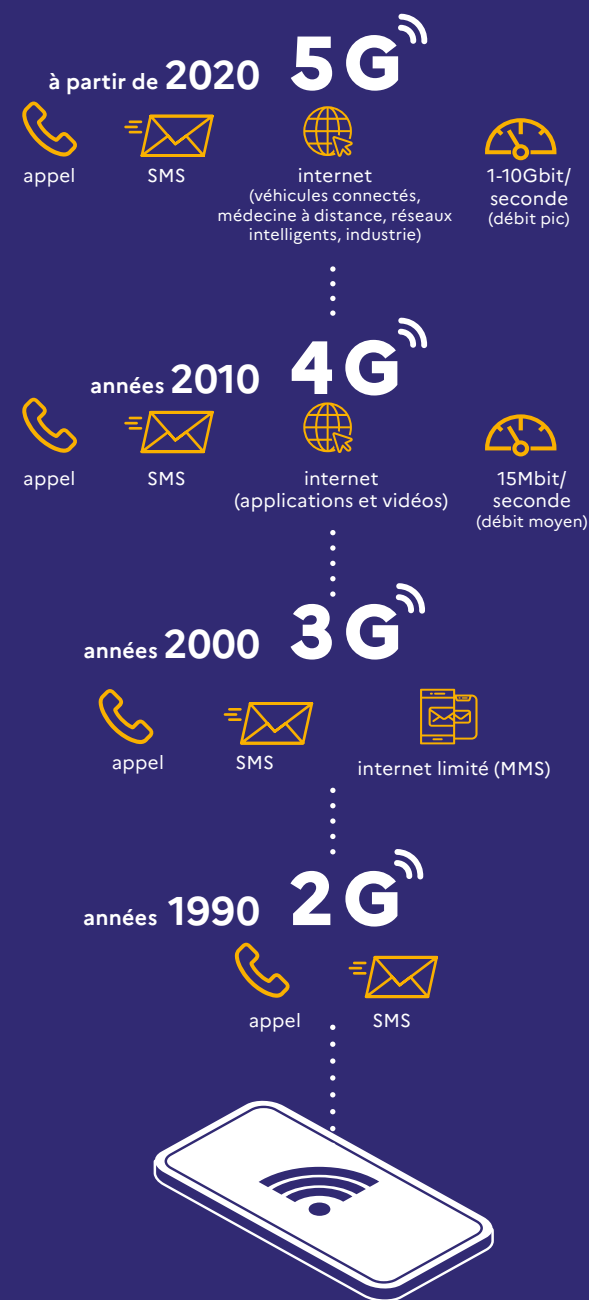 à partir de 2020 5G
appel
SMS
internet
(véhicules connectés,
médecine à distance, réseaux
intelligents, industrie)
1-10Gbit/
seconde
(débit pic)
années 2010 4G
appel
SMS
internet
(applications et vidéos)
15Mbit/
seconde
(débit moyen)
années 2000 3G
appel
SMS
internet limité (MMS)
années 1990 2G
appel
SMS